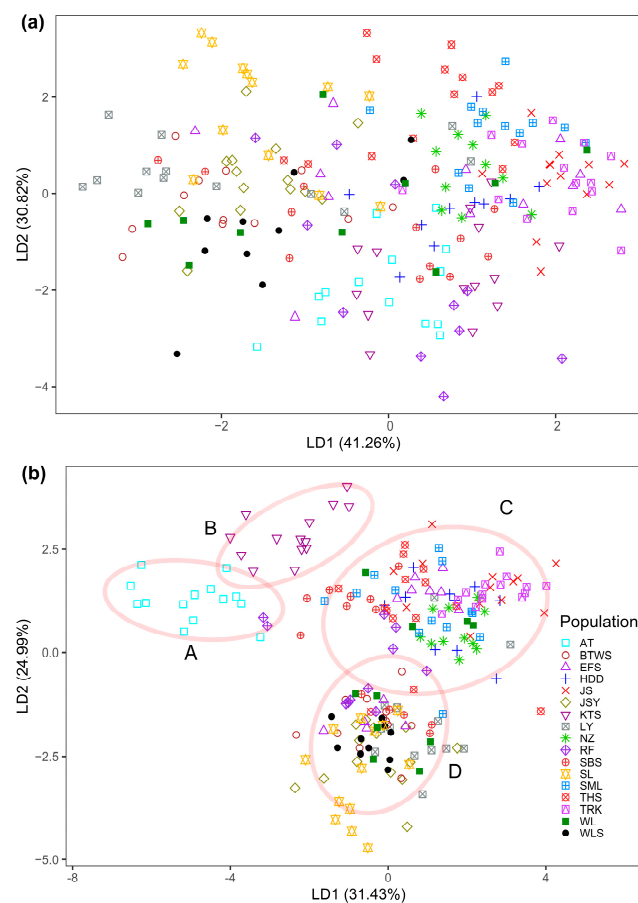 (a)
2
0
−2
−4
LD2 (30.82%)
−2
0
2
LD1 (41.26%)
(b)
B
C
A
D
2.5
0.0
−2.5
−5.0
LD2 (24.99%)
−8
−4
0
4
LD1 (31.43%)
Population
AT
BTWS
EFS
HDD
JS
JSY
KTS
LY
NZ
RF
SBS
SL
SML
THS
TRK
WI
WLS